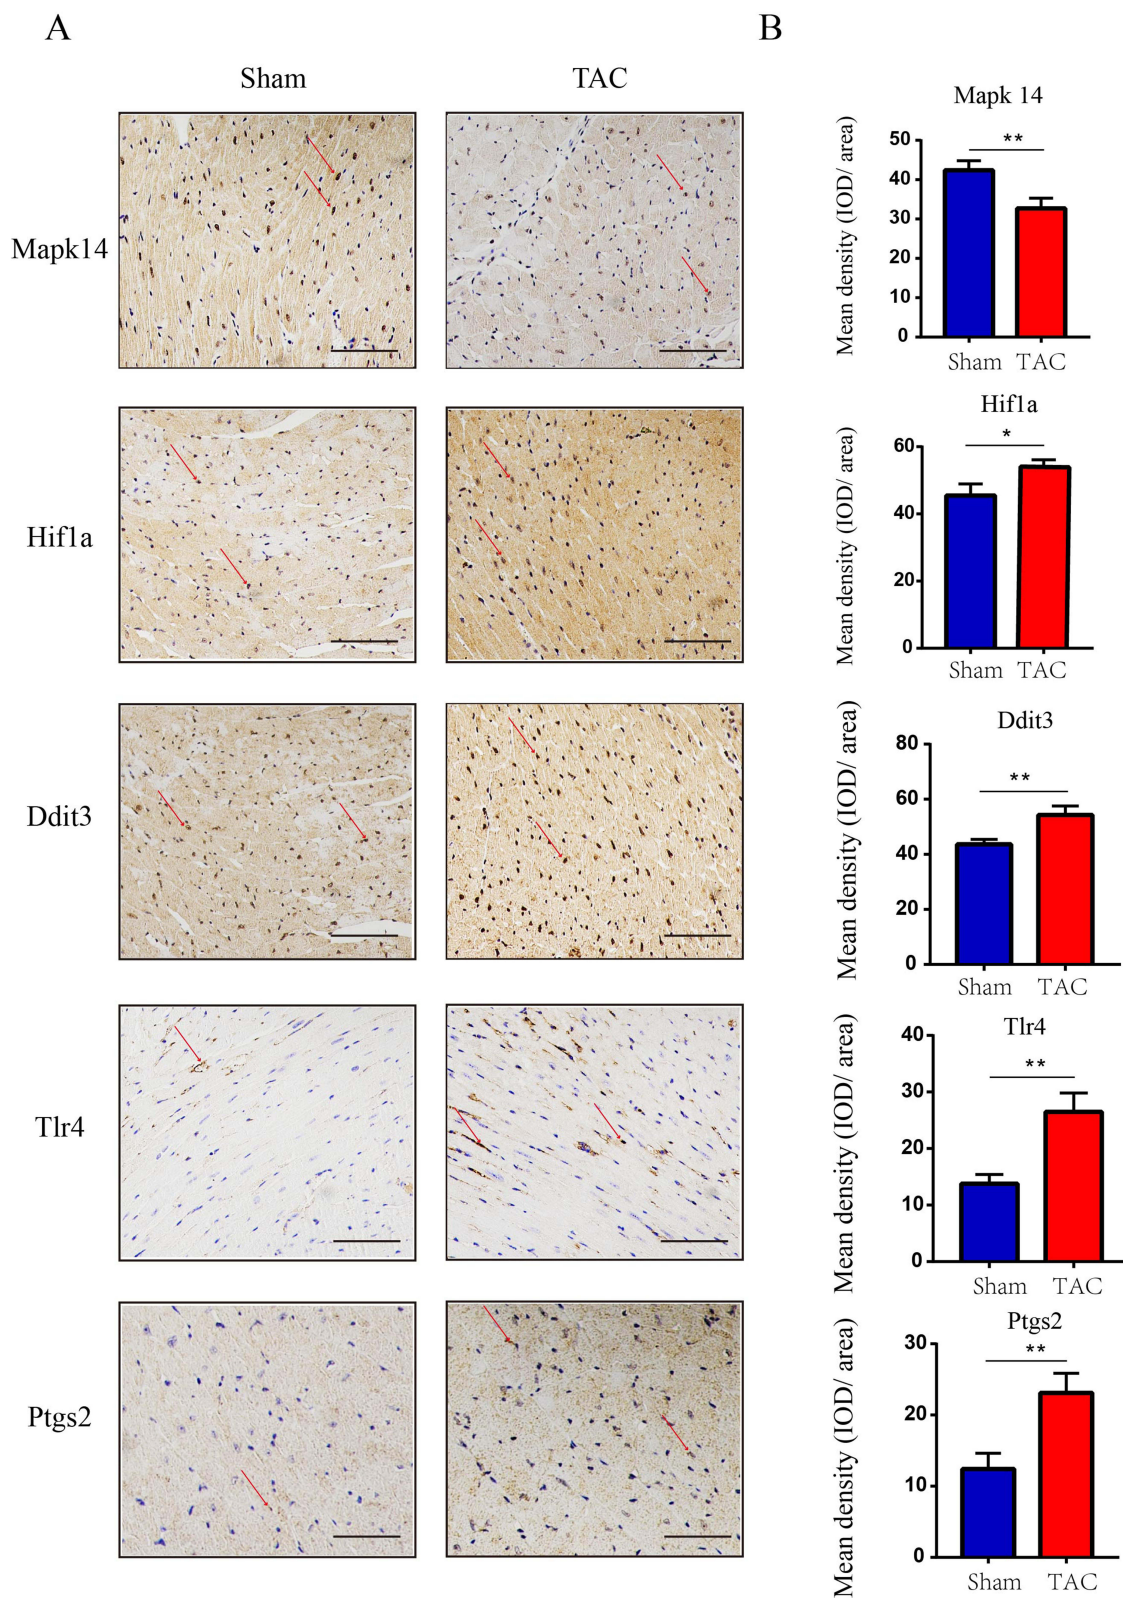 A
B
Sham
TAC
Mapk14
Hif1a
Ddit3
Tlr4
Ptgs2
Mapk 14
Mean density (IOD/ area)
50
40
30
20
10
0
**
Sham
TAC
Hif1a
Mean density (IOD/ area)
60
40
20
0
*
Sham
TAC
Ddit3
Mean density (IOD/ area)
80
60
40
20
0
**
Sham
TAC
Tlr4
Mean density (IOD/ area)
40
30
20
10
0
**
Sham
TAC
Ptgs2
Mean density (IOD/ area)
30
20
10
0
**
Sham
TAC